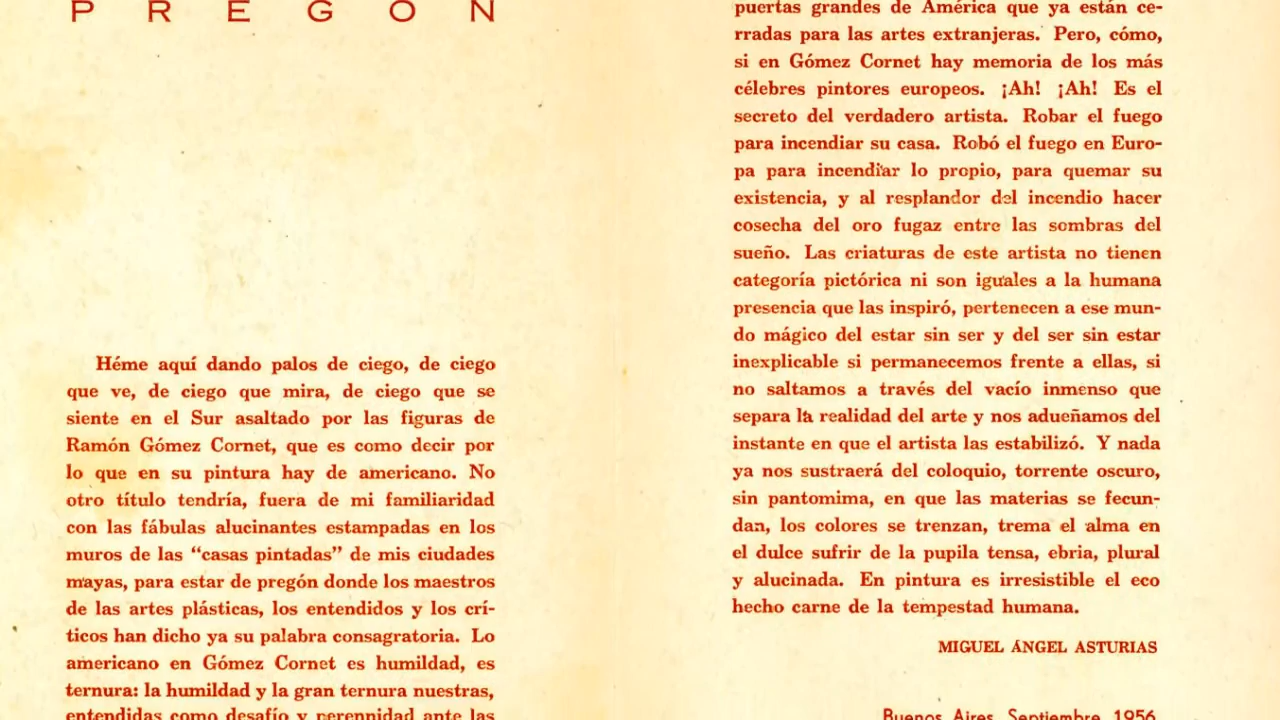 PREGON
Héme aquí dando palos de ciego, de ciego
que ve, de ciego que mira, de ciego que se
siente en el Sur asaltado por las figuras de
Ramón Gómez Cornet, que es como decir por
lo que en su pintura hay de americano. No
otro título tendría, fuera de mi familiaridad
con las fábulas alucinantes estampadas en los
muros de las “casas pintadas” de mis ciudades
mayas, para estar de pregón donde los maestros
de las artes plásticas, los entendidos y los crí-
ticos han dicho ya su palabra consagratoria. Lo
americano en Gómez Cornet es humildad, es
ternura: la humildad y la gran ternura nuestras,
entendidas como desafío y perennidad ante las
puertas grandes de América que ya están ce-
rradas para las artes extranjeras. Pero, cómo,
si en Gómez Cornet hay memoria de los más
célebres pintores europeos. ¡Ah! ¡Ah! Es el
secreto del verdadero artista. Robar el fuego
para incendiar su casa. Robó el fuego en Euro-
pa para incendiar lo propio, para quemar su
existencia, y al resplandor del incendio hacer
cosecha del oro fugaz entre las sombras del
sueño. Las criaturas de este artista no tienen
categoría pictórica ni son iguales a la humana
presencia que las inspiró, pertenecen a ese mun-
do mágico del estar sin ser y del ser sin estar
inexplicable si permanecemos frente a ellas, si
no saltamos a través del vacío inmenso que
separa la realidad del arte y nos adueñamos del
instante en que el artista las estabilizó. Y nada
ya nos sustraerá del coloquio, torrente oscuro,
sin pantomima, en que las materias se fecun-
dan, los colores se trenzan, trema el alma en
el dulce sufrir de la pupila tensa, ebria, plural
y alucinada. En pintura es irresistible el eco
hecho carne de la tempestad humana.
MIGUEL ÁNGEL ASTURIAS
Buenos Aires, Septiembre 1956